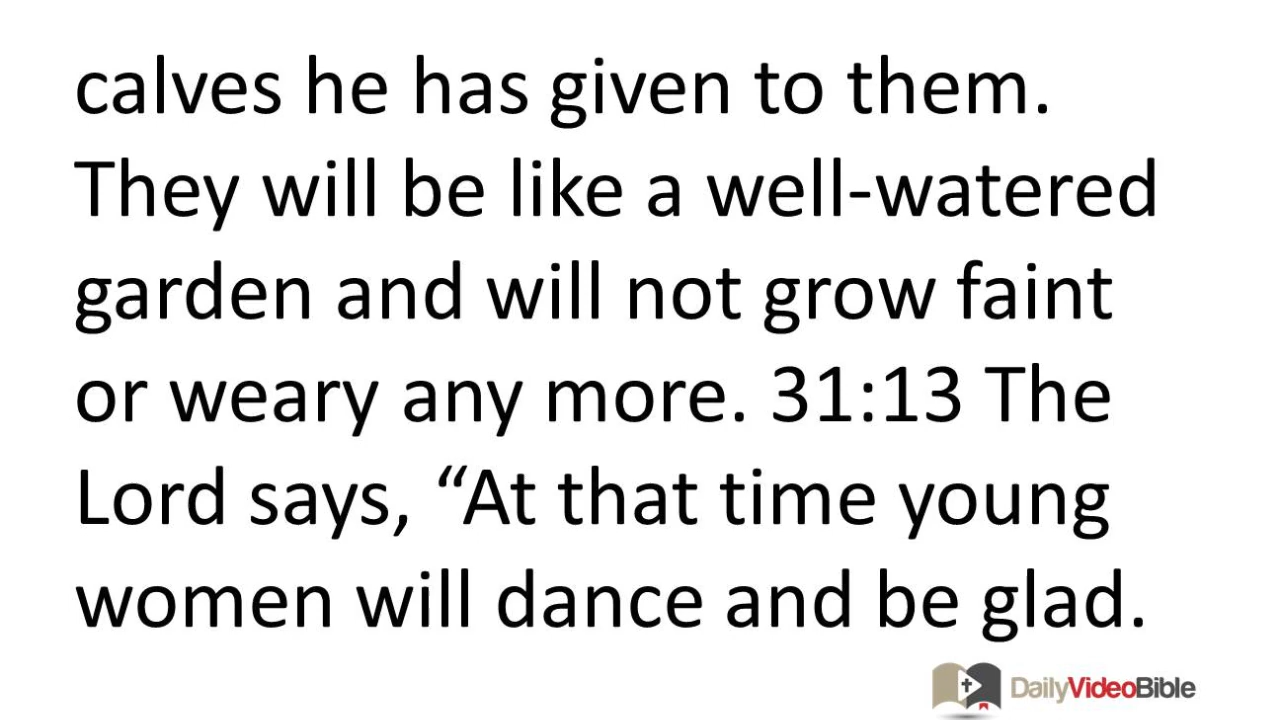 calves he has given to them.
They will be like a well-watered
garden and will not grow faint
or weary any more. 31:13 The
Lord says, “At that time young
women will dance and be glad.
DailyVideoBible